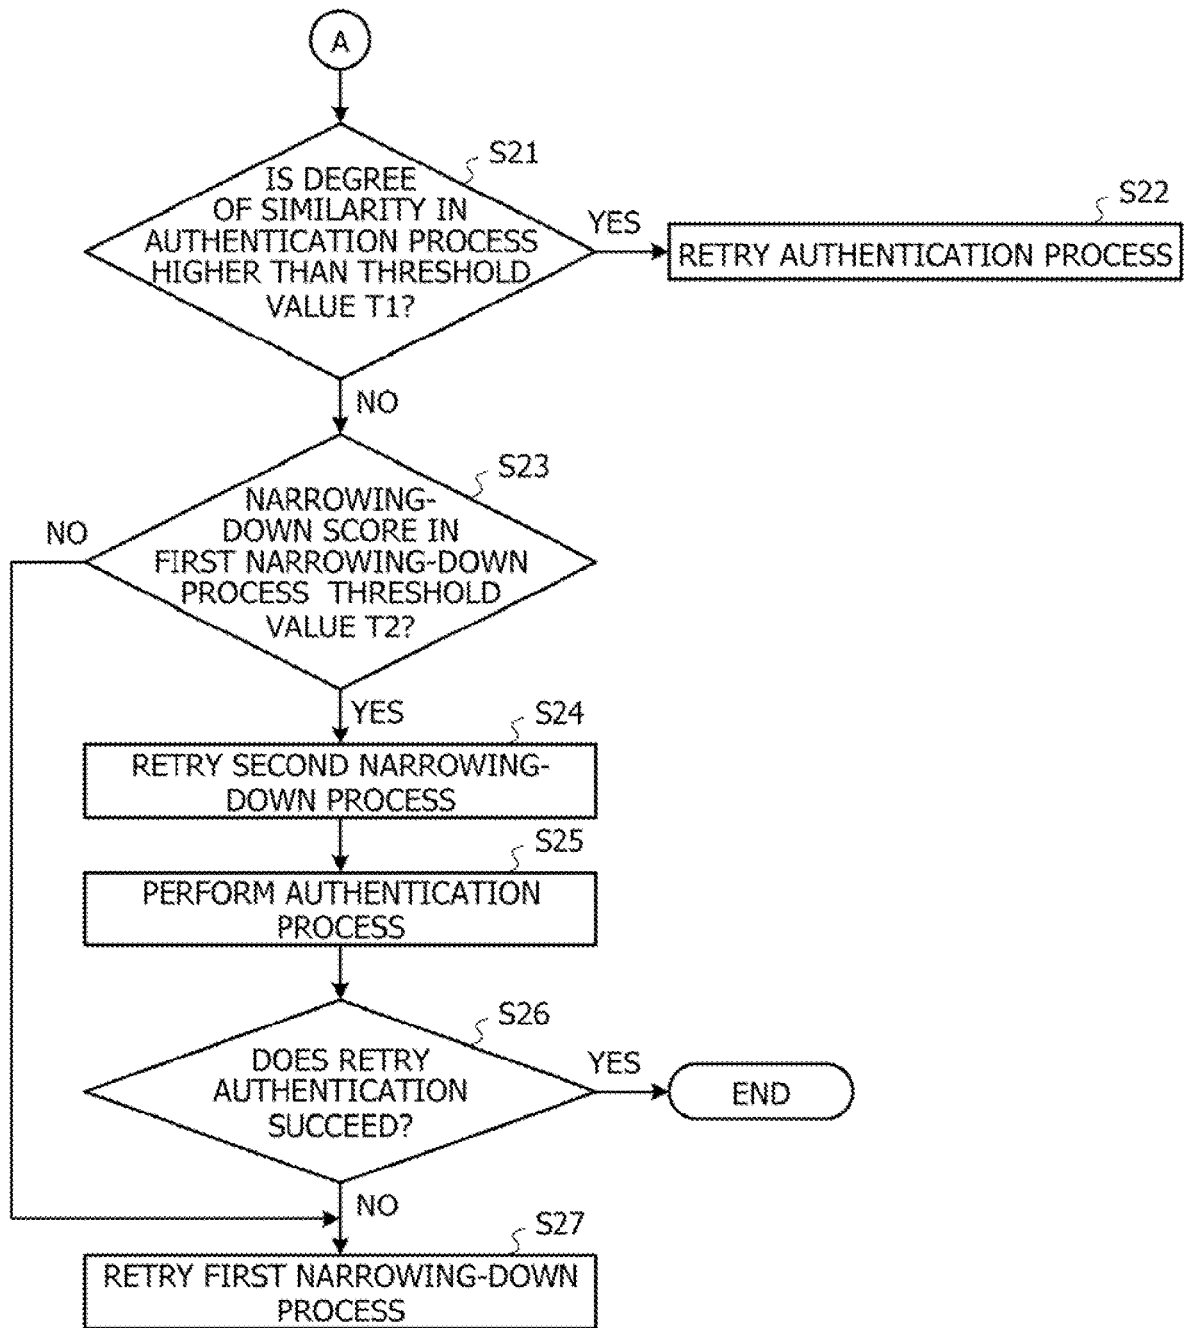 A
S21
IS DEGREE
OF SIMILARITY IN
AUTHENTICATION PROCESS
HIGHER THAN THRESHOLD
VALUE T1?
YES
S22
RETRY AUTHENTICATION PROCESS
NO
S23
NARROWING-
DOWN SCORE IN
FIRST NARROWING-DOWN
PROCESS THRESHOLD
VALUE T2?
NO
YES
S24
RETRY SECOND NARROWING-
DOWN PROCESS
S25
PERFORM AUTHENTICATION
PROCESS
S26
DOES RETRY
AUTHENTICATION
SUCCEED?
YES
END
NO
S27
RETRY FIRST NARROWING-DOWN
PROCESS